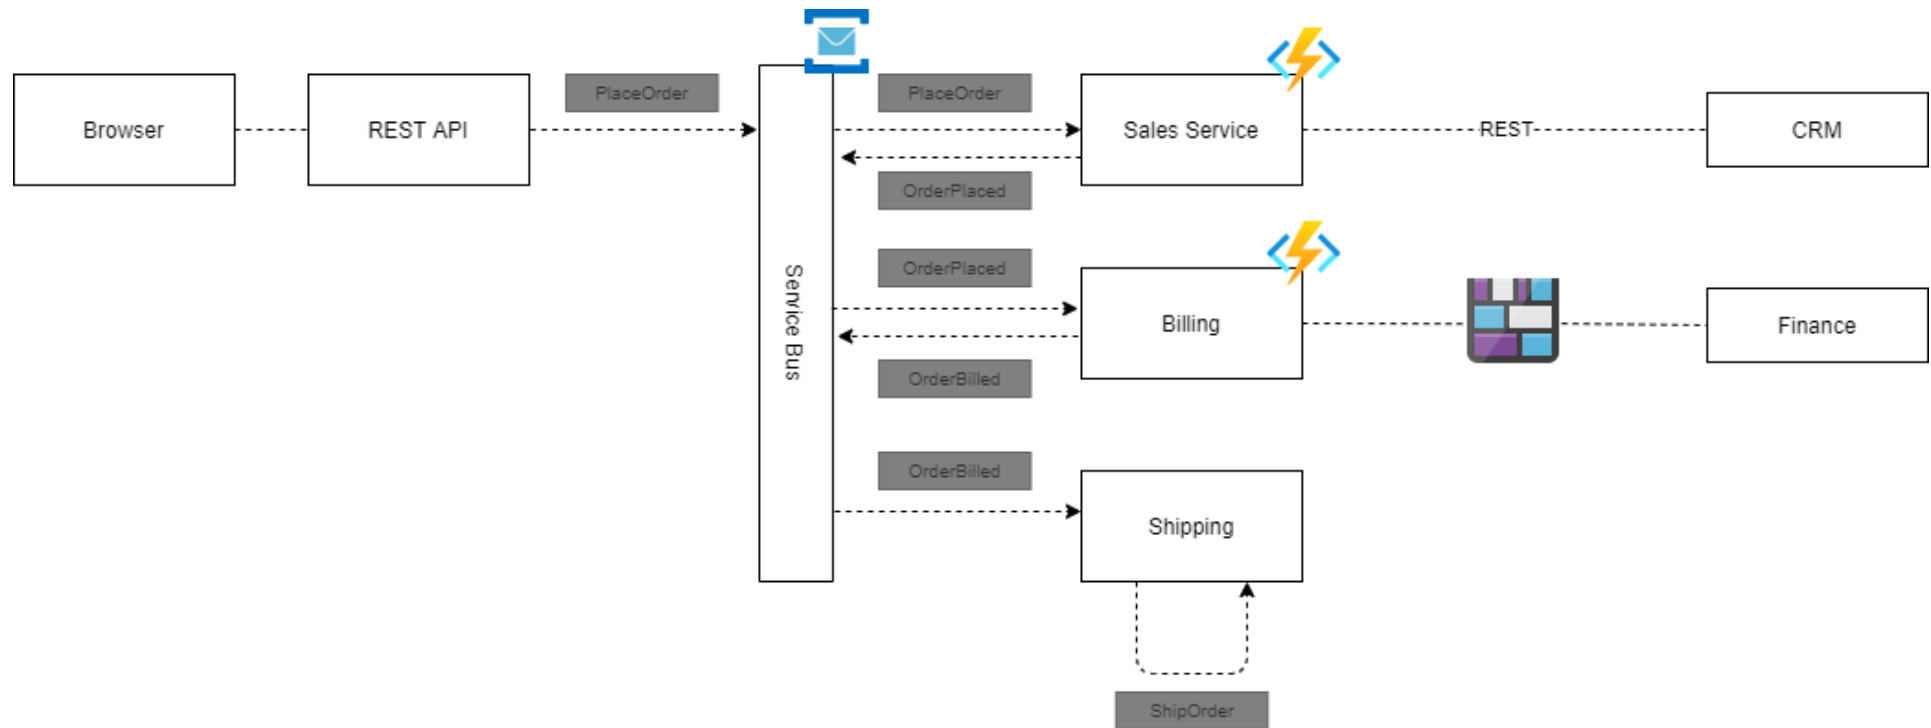 Browser
REST API
PlaceOrder
PlaceOrder
Sales Service
REST
CRM
OrderPlaced
OrderPlaced
Service Bus
Billing
Finance
OrderBilled
OrderBilled
Shipping
ShipOrder